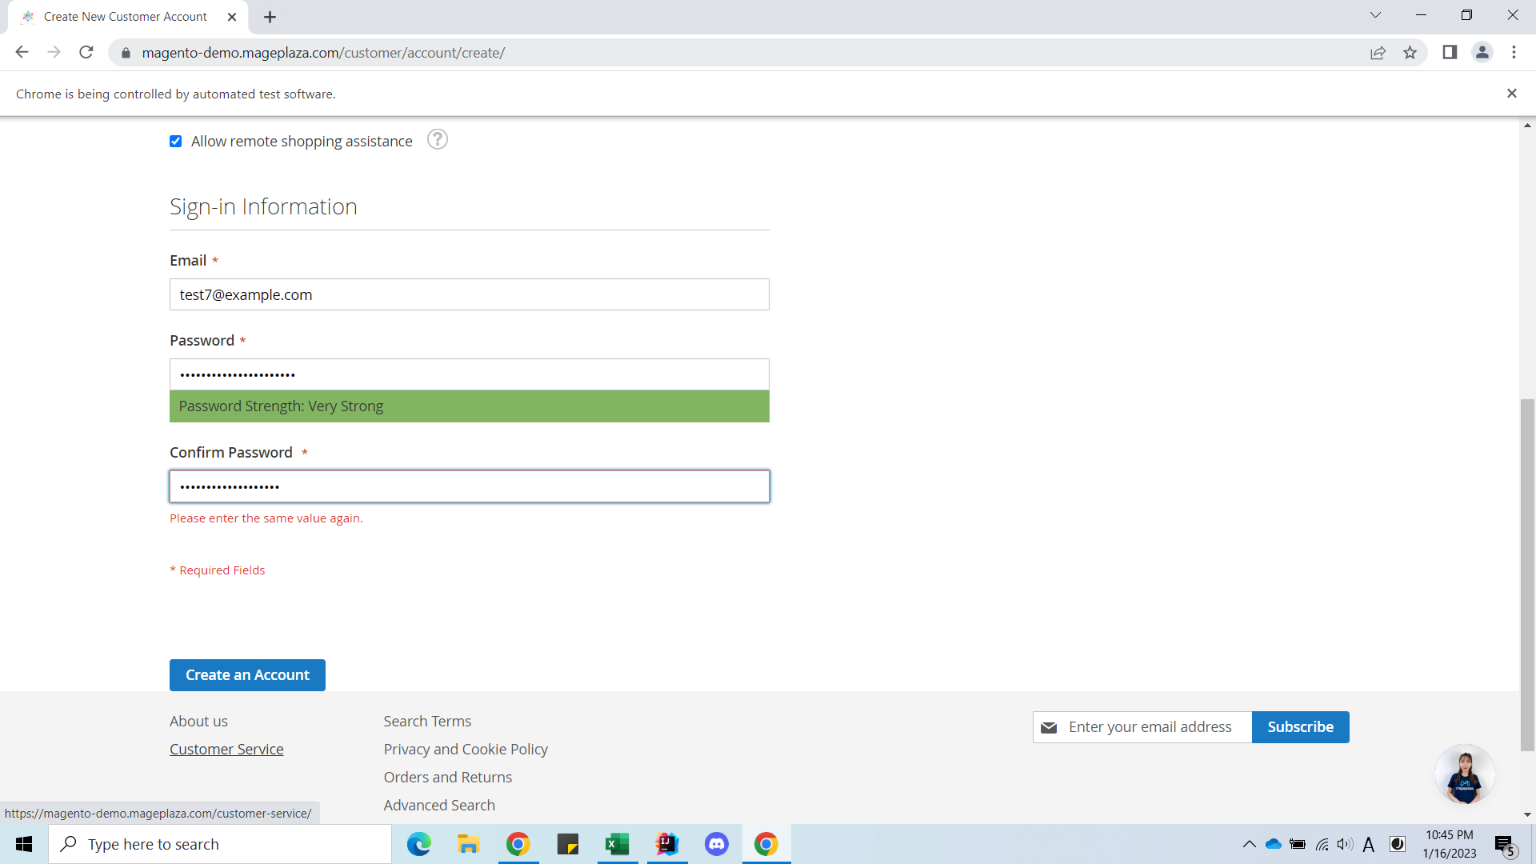 Create New Customer Account
magento-demo.mageplaza.com/customer/account/create/
Chrome is being controlled by automated test software.
Allow remote shopping assistance
?
Sign-in Information
Email *
test7@example.com
Password *
••••••••••••••••••••••
Password Strength: Very Strong
Confirm Password *
•••••••••••••••••••
Please enter the same value again.
* Required Fields
Create an Account
About us
Customer Service
Search Terms
Privacy and Cookie Policy
Orders and Returns
Advanced Search
Enter your email address
Subscribe
https://magento-demo.mageplaza.com/customer-service/
Type here to search
A
10:45 PM
1/16/2023
5